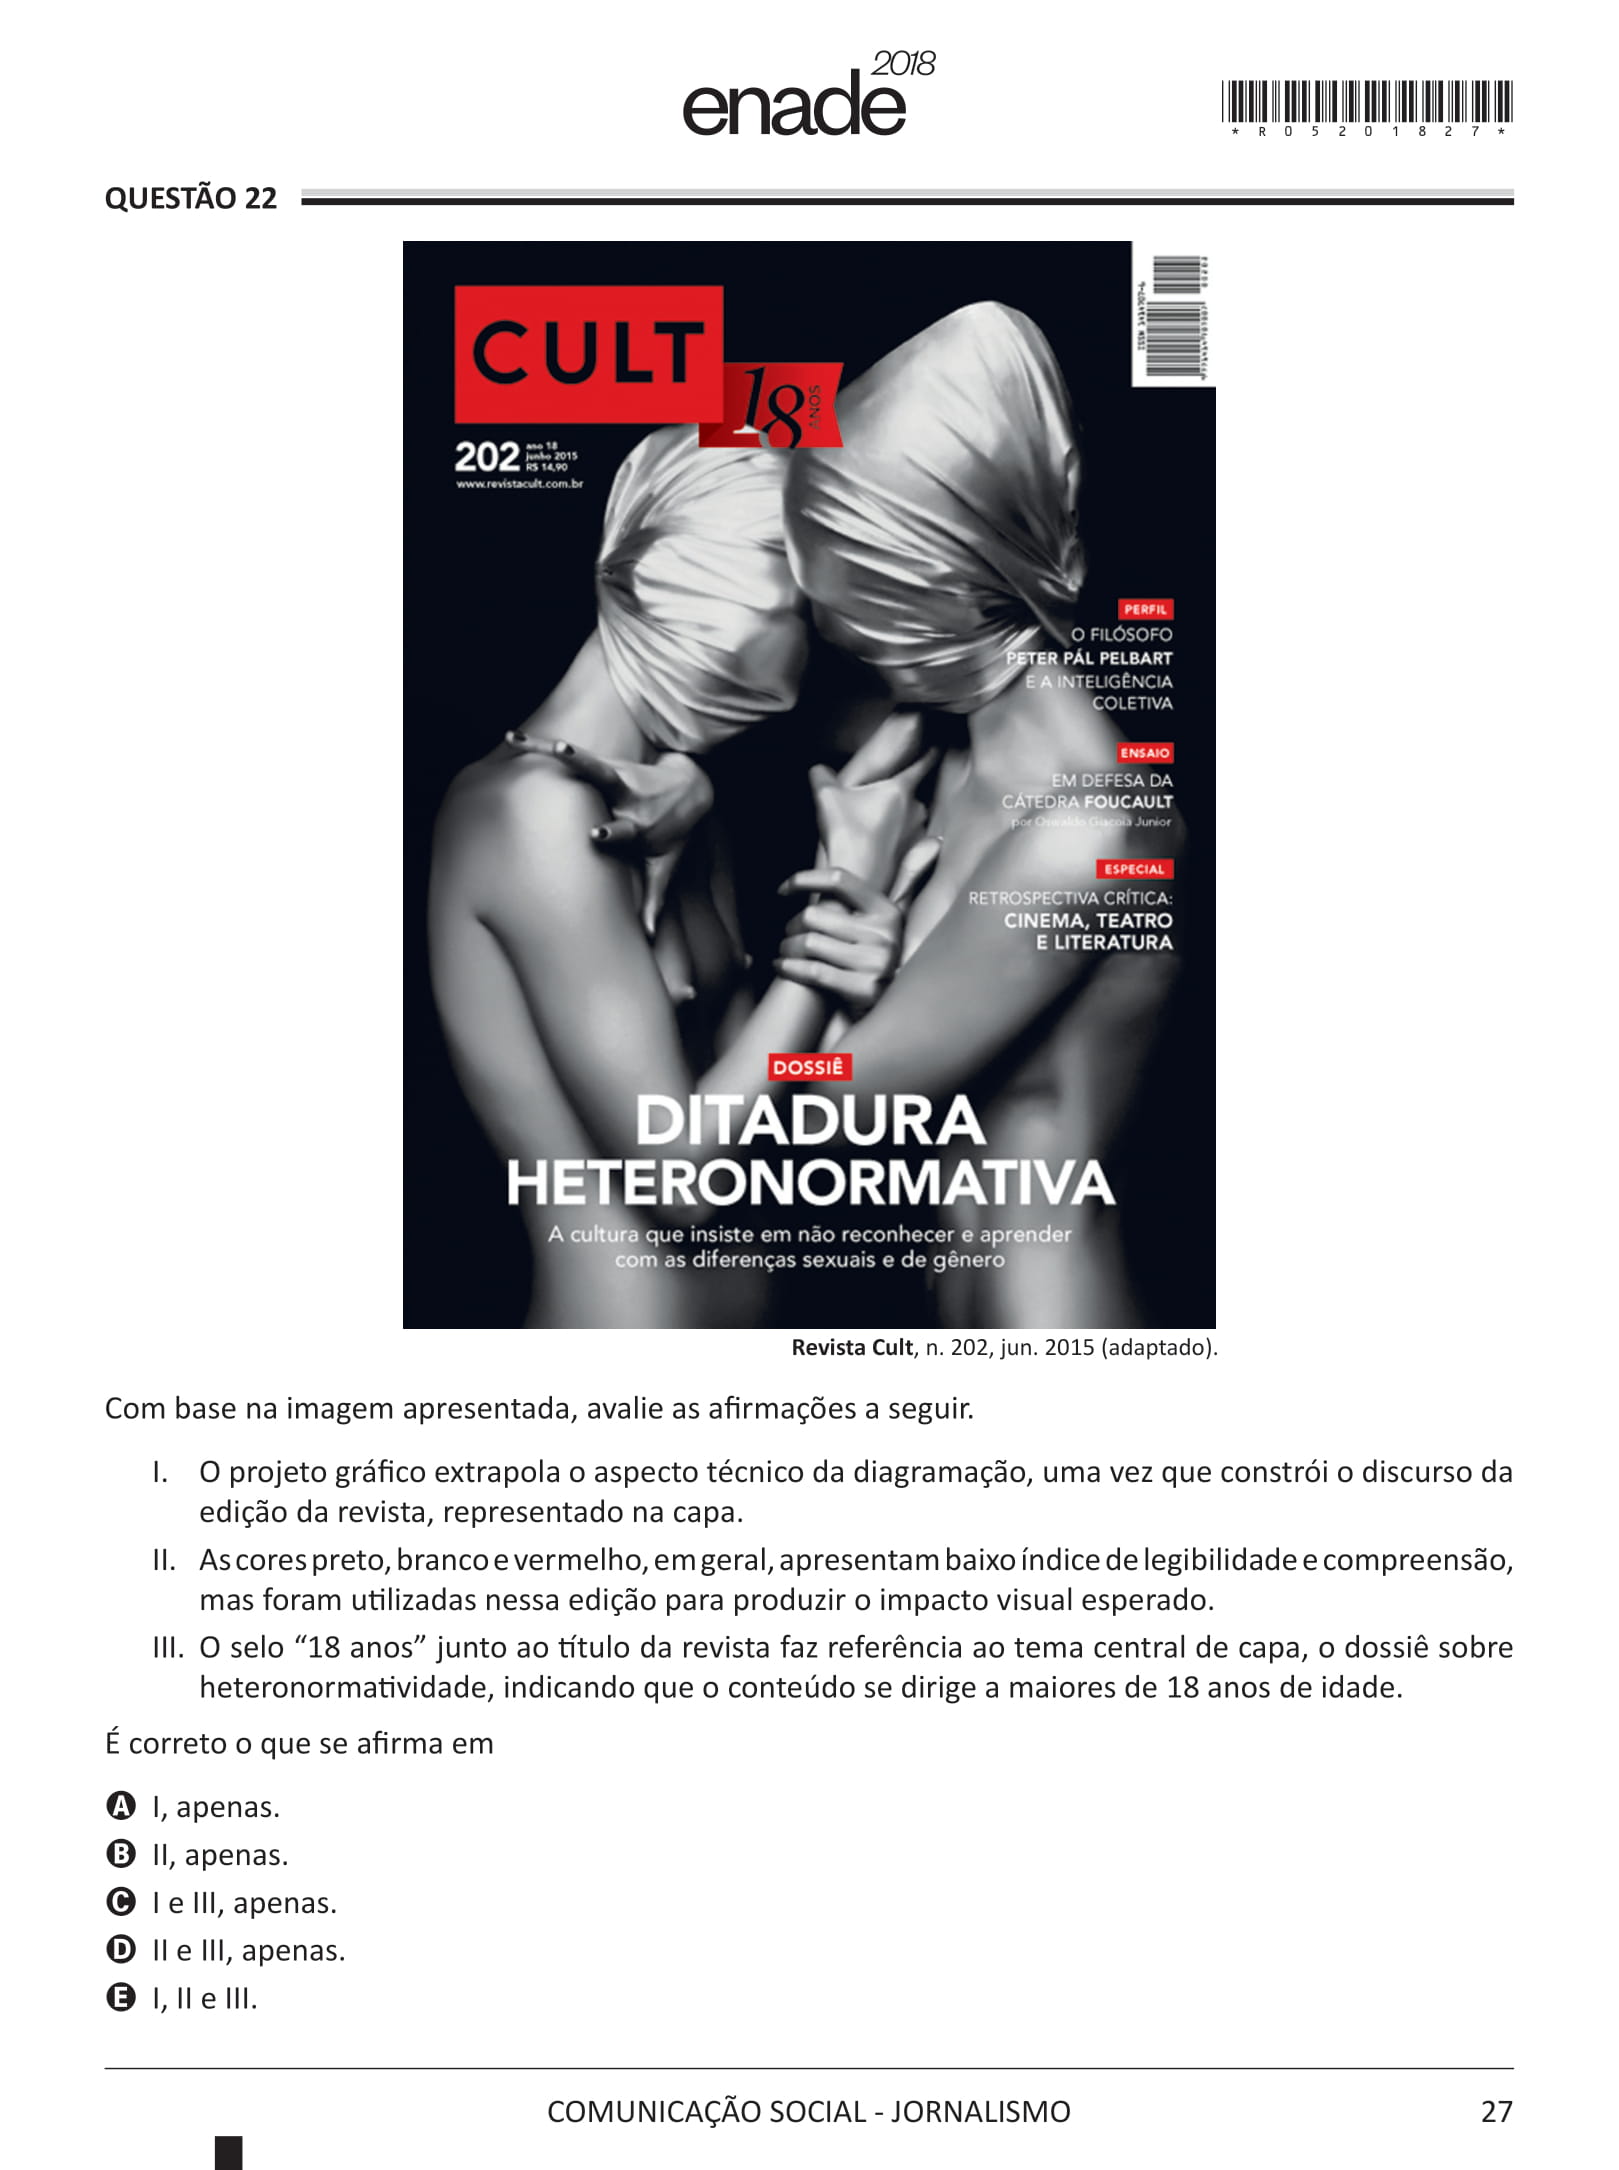 enade 2018
*R05201827*
QUESTÃO 22
CULT
18 ANOS
202
ano 18
junho 2015
R$ 14,90
www.revistacult.com.br
PERFIL
O FILÓSOFO
PETER PÁL PELBART
E A INTELIGÊNCIA
COLETIVA
ENSAIO
EM DEFESA DA
CÁTEDRA FOUCAULT
por Oswaldo Giacoia Junior
ESPECIAL
RETROSPECTIVA CRÍTICA:
CINEMA, TEATRO
E LITERATURA
DOSSIÊ
DITADURA
HETERONORMATIVA
A cultura que insiste em não reconhecer e aprender
com as diferenças sexuais e de gênero
Revista Cult, n. 202, jun. 2015 (adaptado).
Com base na imagem apresentada, avalie as afirmações a seguir.
I. O projeto gráfico extrapola o aspecto técnico da diagramação, uma vez que constrói o discurso da
edição da revista, representado na capa.
II. As cores preto, branco e vermelho, em geral, apresentam baixo índice de legibilidade e compreensão,
mas foram utilizadas nessa edição para produzir o impacto visual esperado.
III. O selo “18 anos” junto ao título da revista faz referência ao tema central de capa, o dossiê sobre
heteronormatividade, indicando que o conteúdo se dirige a maiores de 18 anos de idade.
É correto o que se afirma em
A I, apenas.
B II, apenas.
C I e III, apenas.
D II e III, apenas.
E I, II e III.
COMUNICAÇÃO SOCIAL - JORNALISMO
27